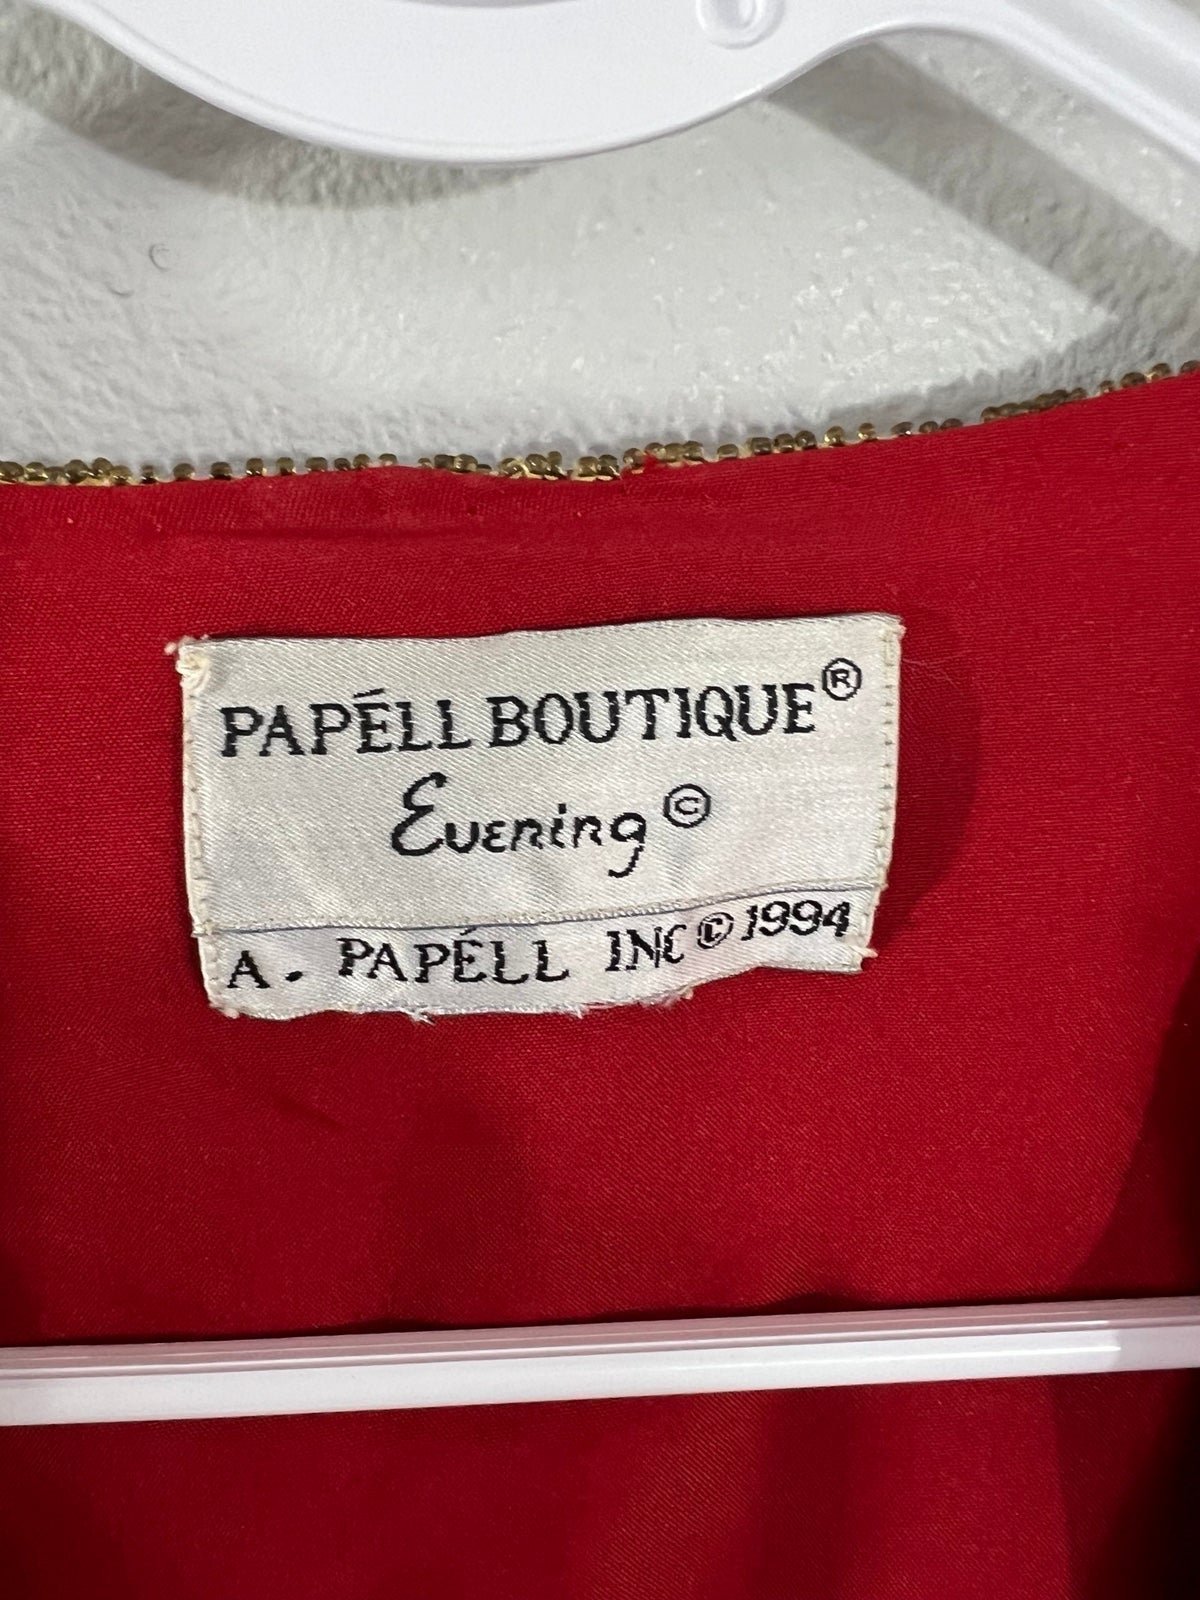 PAPÉLL BOUTIQUE®
Evening©
A. PAPÉLL INC © 1994